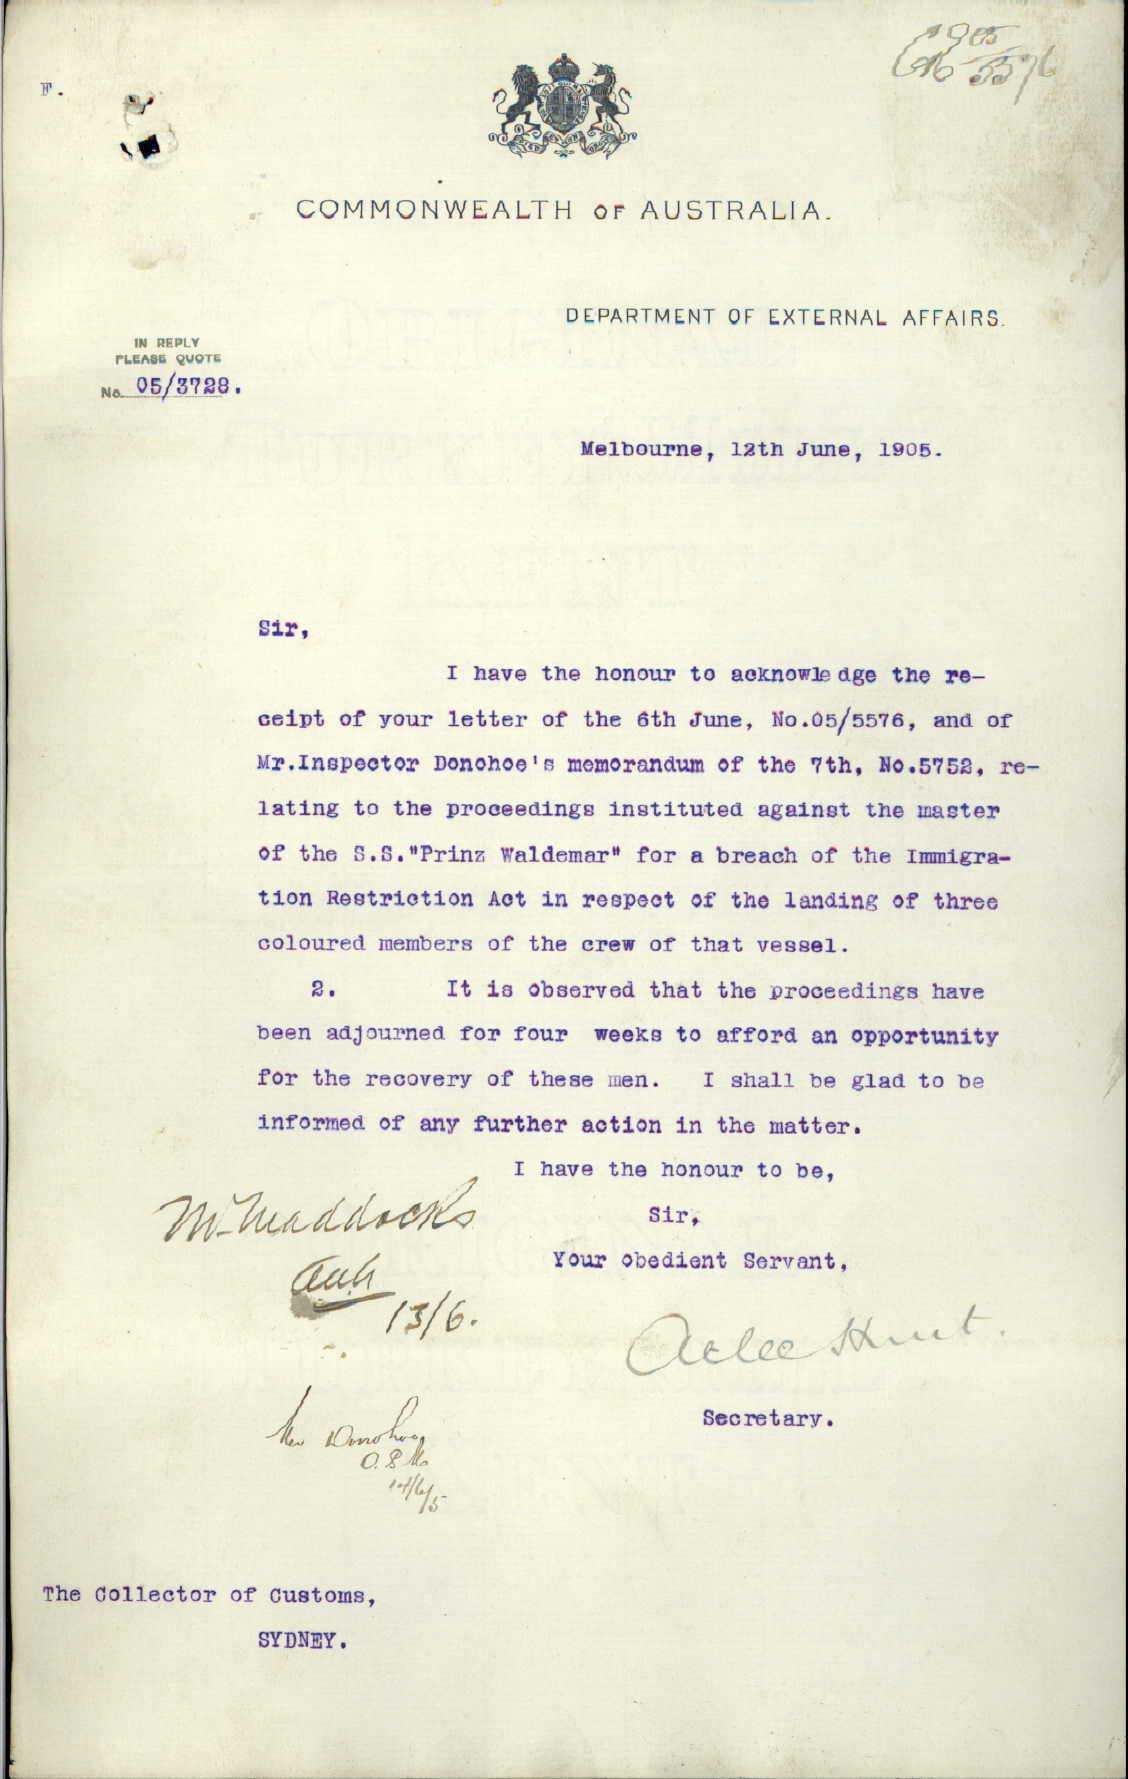 F.
COMMONWEALTH OF AUSTRALIA.
DEPARTMENT OF EXTERNAL AFFAIRS.
IN REPLY
PLEASE QUOTE
No. 05/3728.
Melbourne, 12th June, 1905.
Sir,
I have the honour to acknowledge the re-
ceipt of your letter of the 6th June, No.05/5576, and of
Mr.Inspector Donohoe's memorandum of the 7th, No.5752, re-
lating to the proceedings instituted against the master
of the S.S."Prinz Waldemar" for a breach of the Immigra-
tion Restriction Act in respect of the landing of three
coloured members of the crew of that vessel.
2. It is observed that the proceedings have
been adjourned for four weeks to afford an opportunity
for the recovery of these men. I shall be glad to be
informed of any further action in the matter.
I have the honour to be,
Sir,
Your obedient Servant,
Mr Maddocks
13/6.
Atlee Hunt.
Secretary.
Mr Donohoe
14/6/5
The Collector of Customs,
SYDNEY.